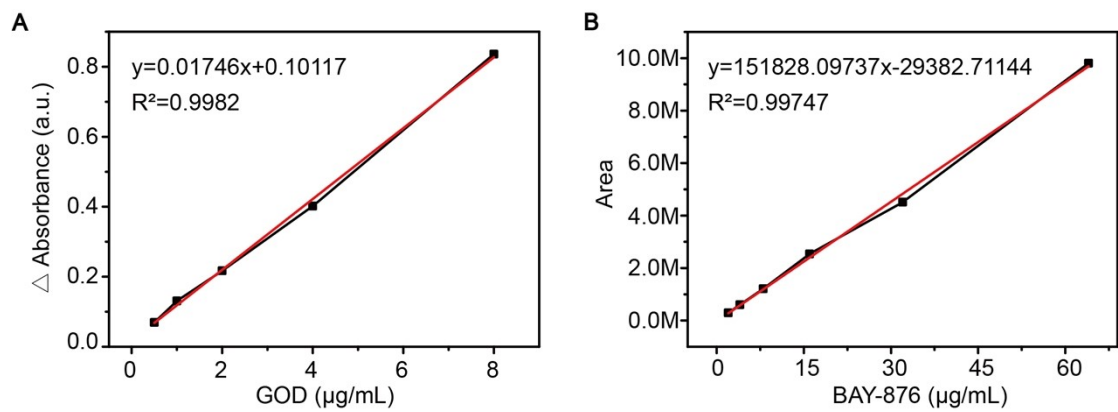 A
y=0.01746x+0.10117
R²=0.9982
0.8
0.6
0.4
0.2
0.0
△ Absorbance (a.u.)
0 2 4 6 8
GOD (μg/mL)
B
y=151828.09737x-29382.71144
R²=0.99747
10.0M
8.0M
6.0M
4.0M
2.0M
0.0M
Area
0 15 30 45 60
BAY-876 (μg/mL)